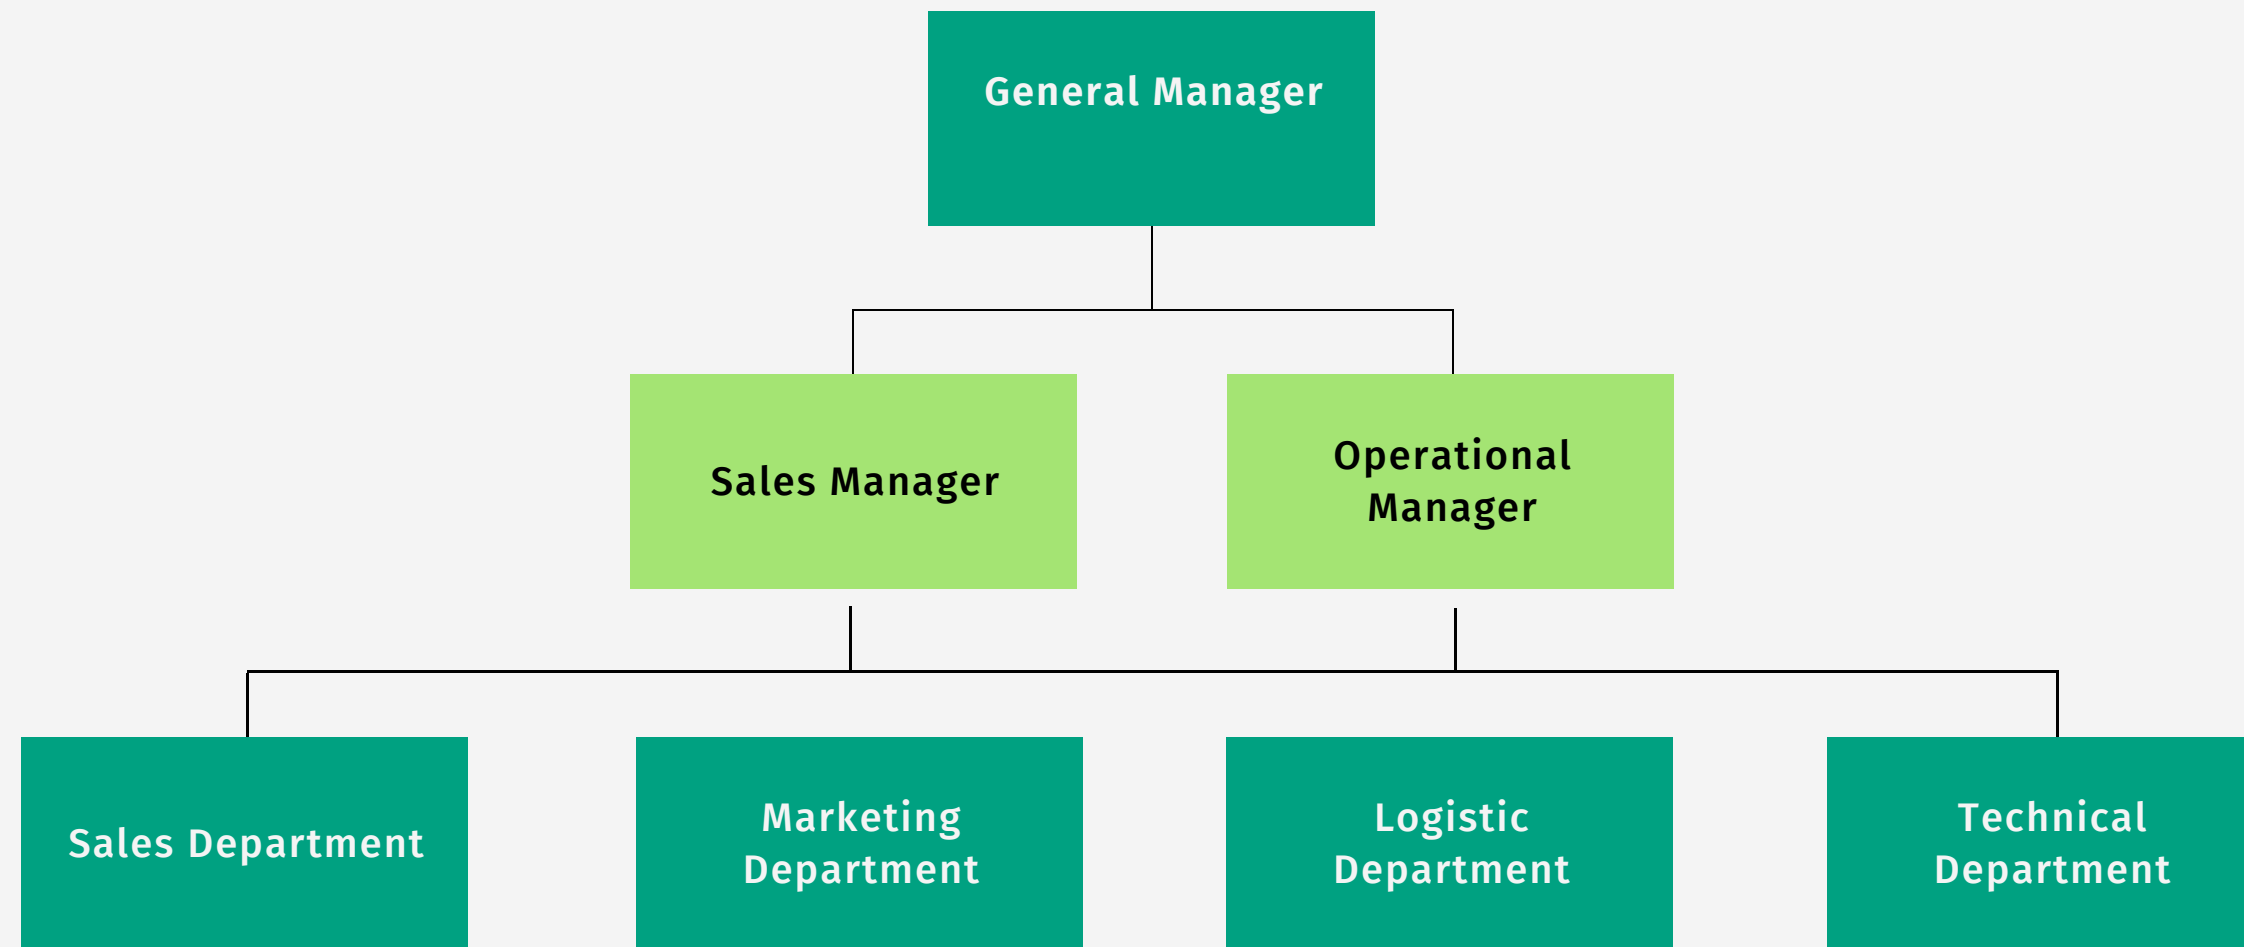 General Manager
Sales Manager
Operational
Manager
Sales Department
Marketing
Department
Logistic
Department
Technical
Department